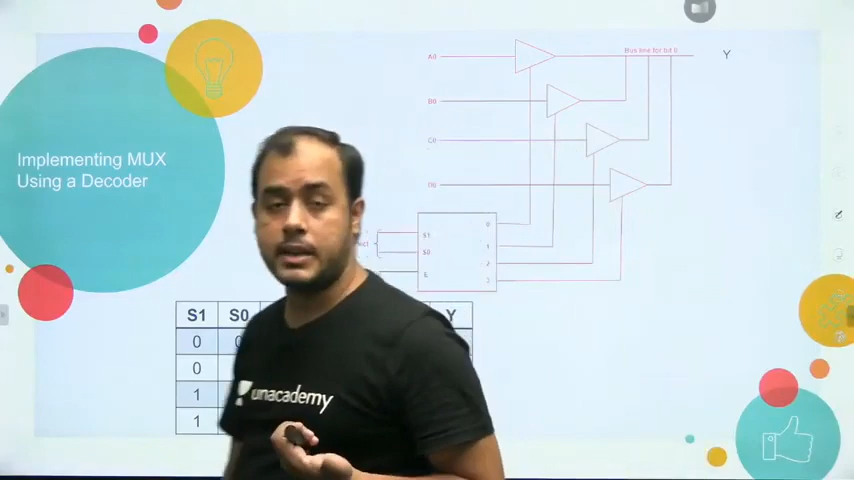 Implementing MUX
Using a Decoder
A0
Bus line for bit 0
Y
B0
C0
D0
S1
S0
E
0
1
2
3
S1 S0 Y
0 0
0
1
1
unacademy